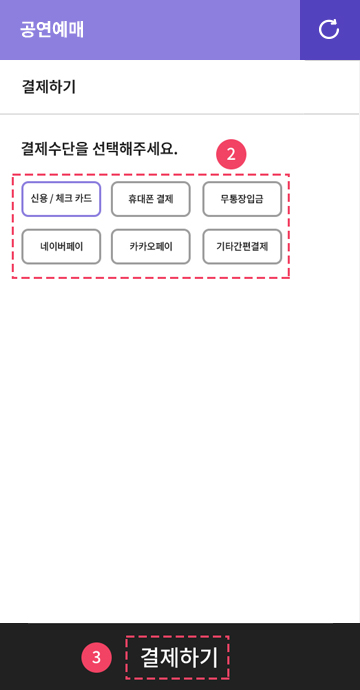 공연예매
결제하기
결제수단을 선택해주세요.
2
신용 / 체크 카드
휴대폰 결제
무통장입금
네이버페이
카카오페이
기타간편결제
3
결제하기